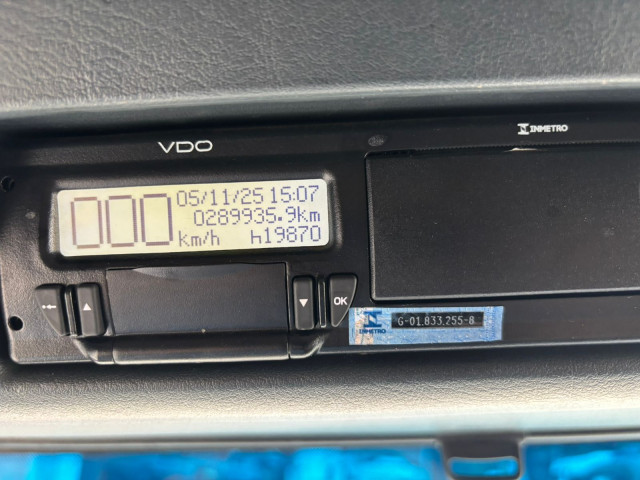 VDO
INMETRO
000 km/h
05/11/25 15:07
0289935.9km
h19870
OK
INMETRO
G-01.833.255-8